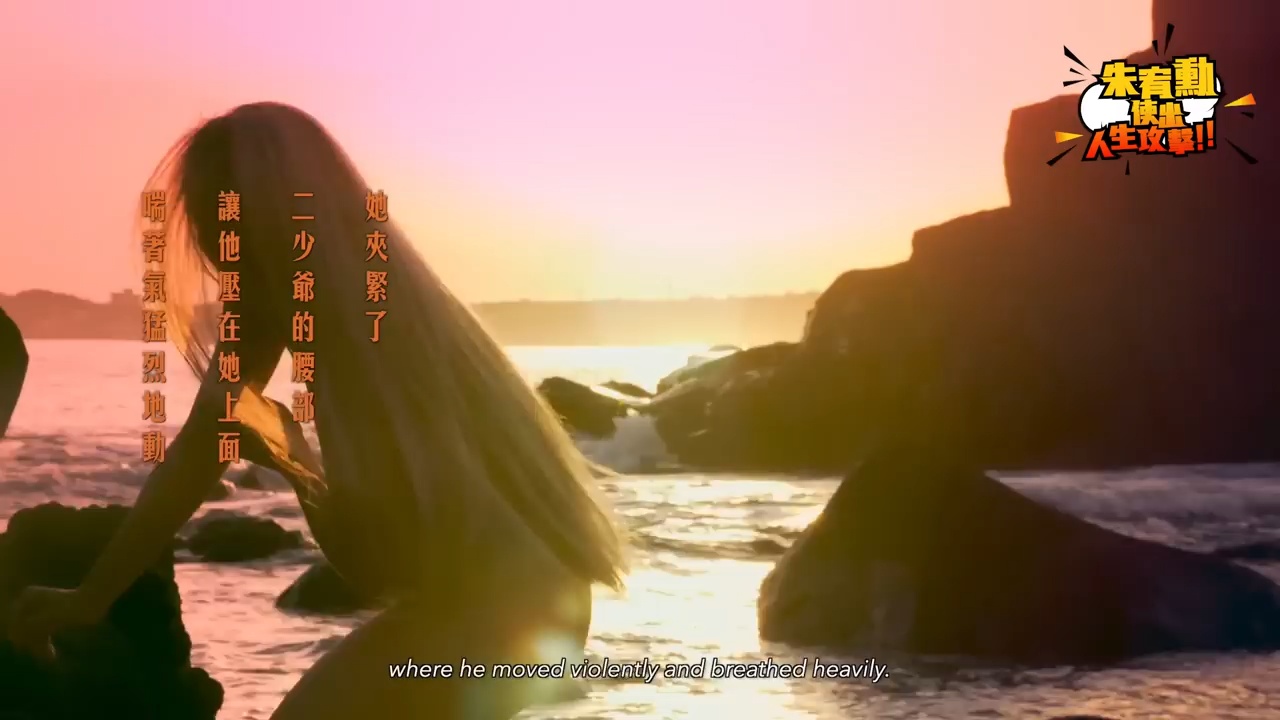 她夾緊了
二少爺的腰部
讓他壓在她上面
喘著氣猛烈地動
朱宥勳
使出
人生攻擊!!
where he moved violently and breathed heavily.